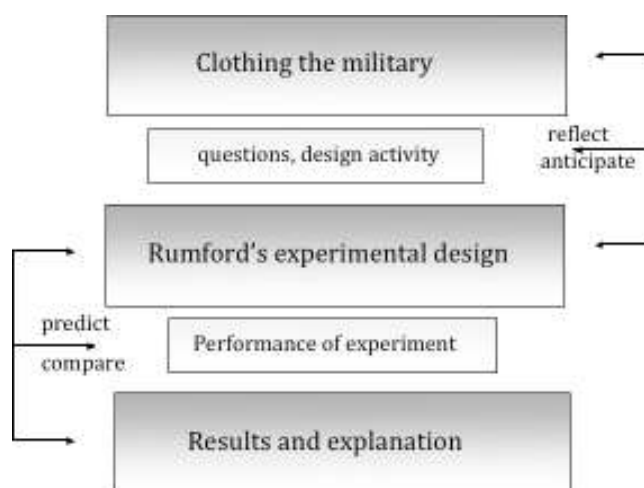 Clothing the military
reflect
questions, design activity
anticipate
Rumford's experimental design
predict
Performance of experiment
compare
Results and explanation